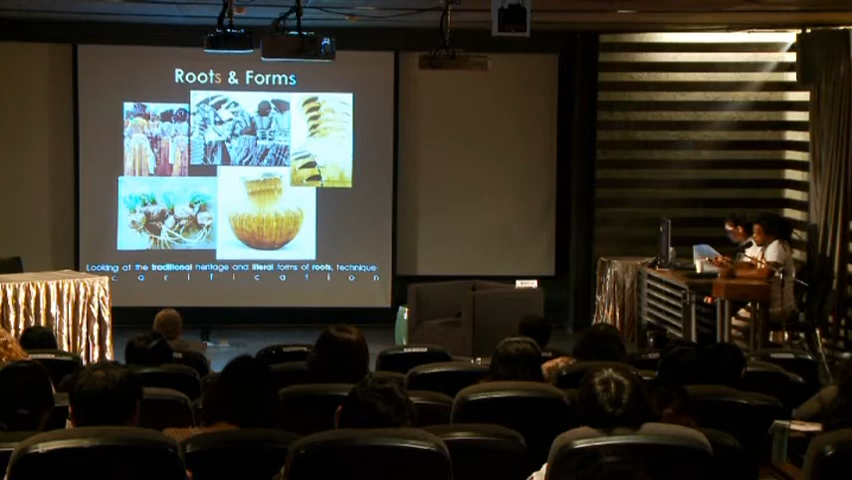 Roots & Forms
Looking at the traditional heritage and literal forms of roots, technique:
c a r i f i c a t i o n